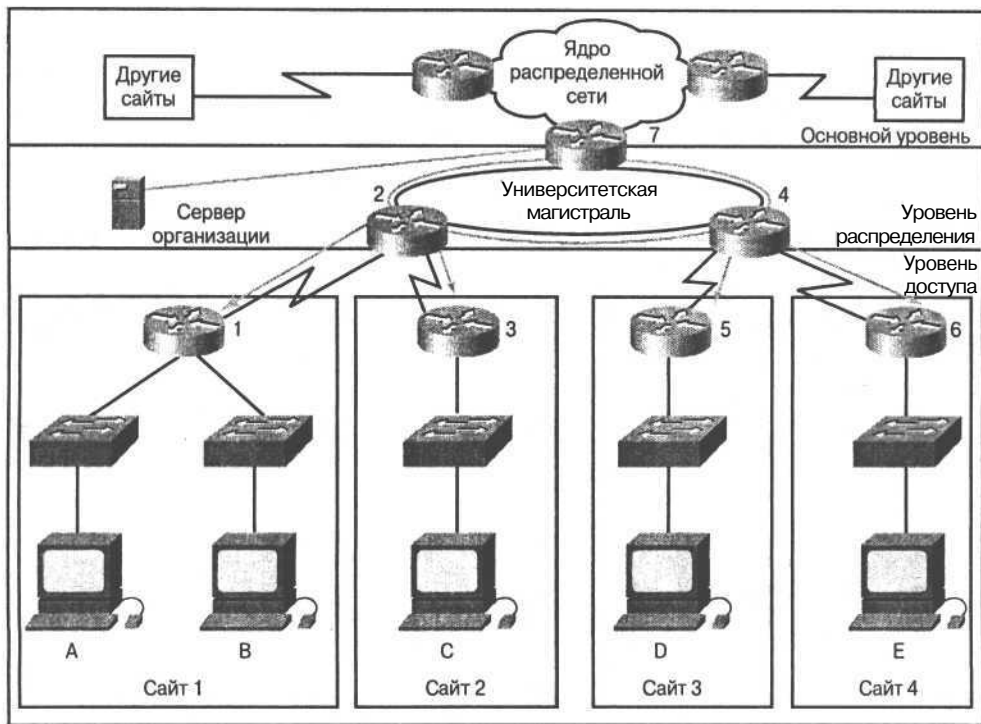 Другие
сайты
Ядро
распределенной
сети
Другие
сайты
7
Основной уровень
2
Университетская
магистраль
4
Сервер
организации
Уровень
распределения
Уровень
доступа
1
3
5
6
A
B
C
D
E
Сайт 1
Сайт 2
Сайт 3
Сайт 4